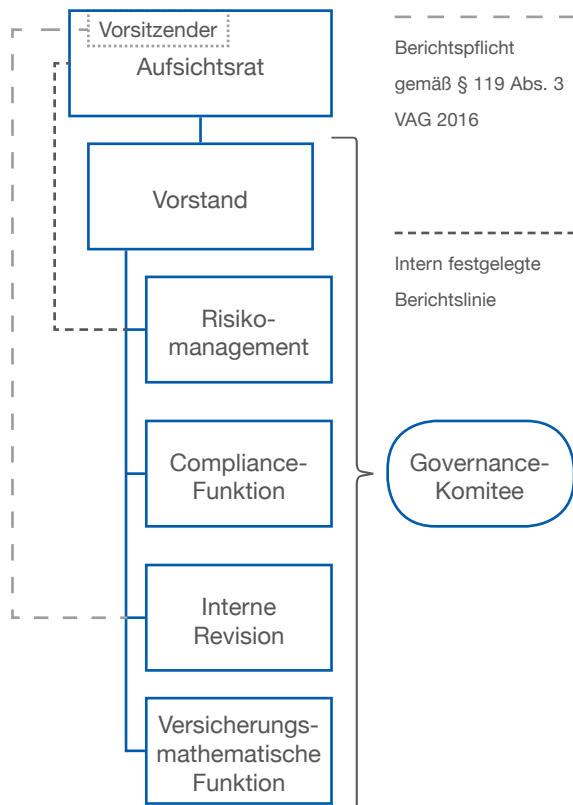 Vorsitzender
Aufsichtsrat
Vorstand
Risiko-
management
Compliance-
Funktion
Interne
Revision
Versicherungs-
mathematische
Funktion
Berichtspflicht
gemäß § 119 Abs. 3
VAG 2016
Intern festgelegte
Berichtslinie
Governance-
Komitee